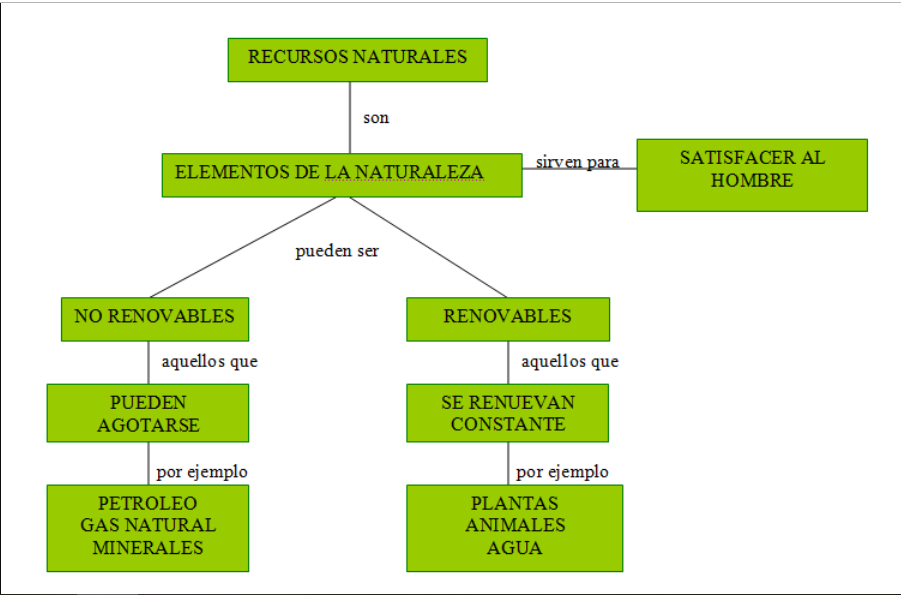 RECURSOS NATURALES
son
ELEMENTOS DE LA NATURALEZA
sirven para
SATISFACER AL
HOMBRE
pueden ser
NO RENOVABLES
RENOVABLES
aquellos que
aquellos que
PUEDEN
AGOTARSE
SE RENUEVAN
CONSTANTE
por ejemplo
por ejemplo
PETROLEO
GAS NATURAL
MINERALES
PLANTAS
ANIMALES
AGUA